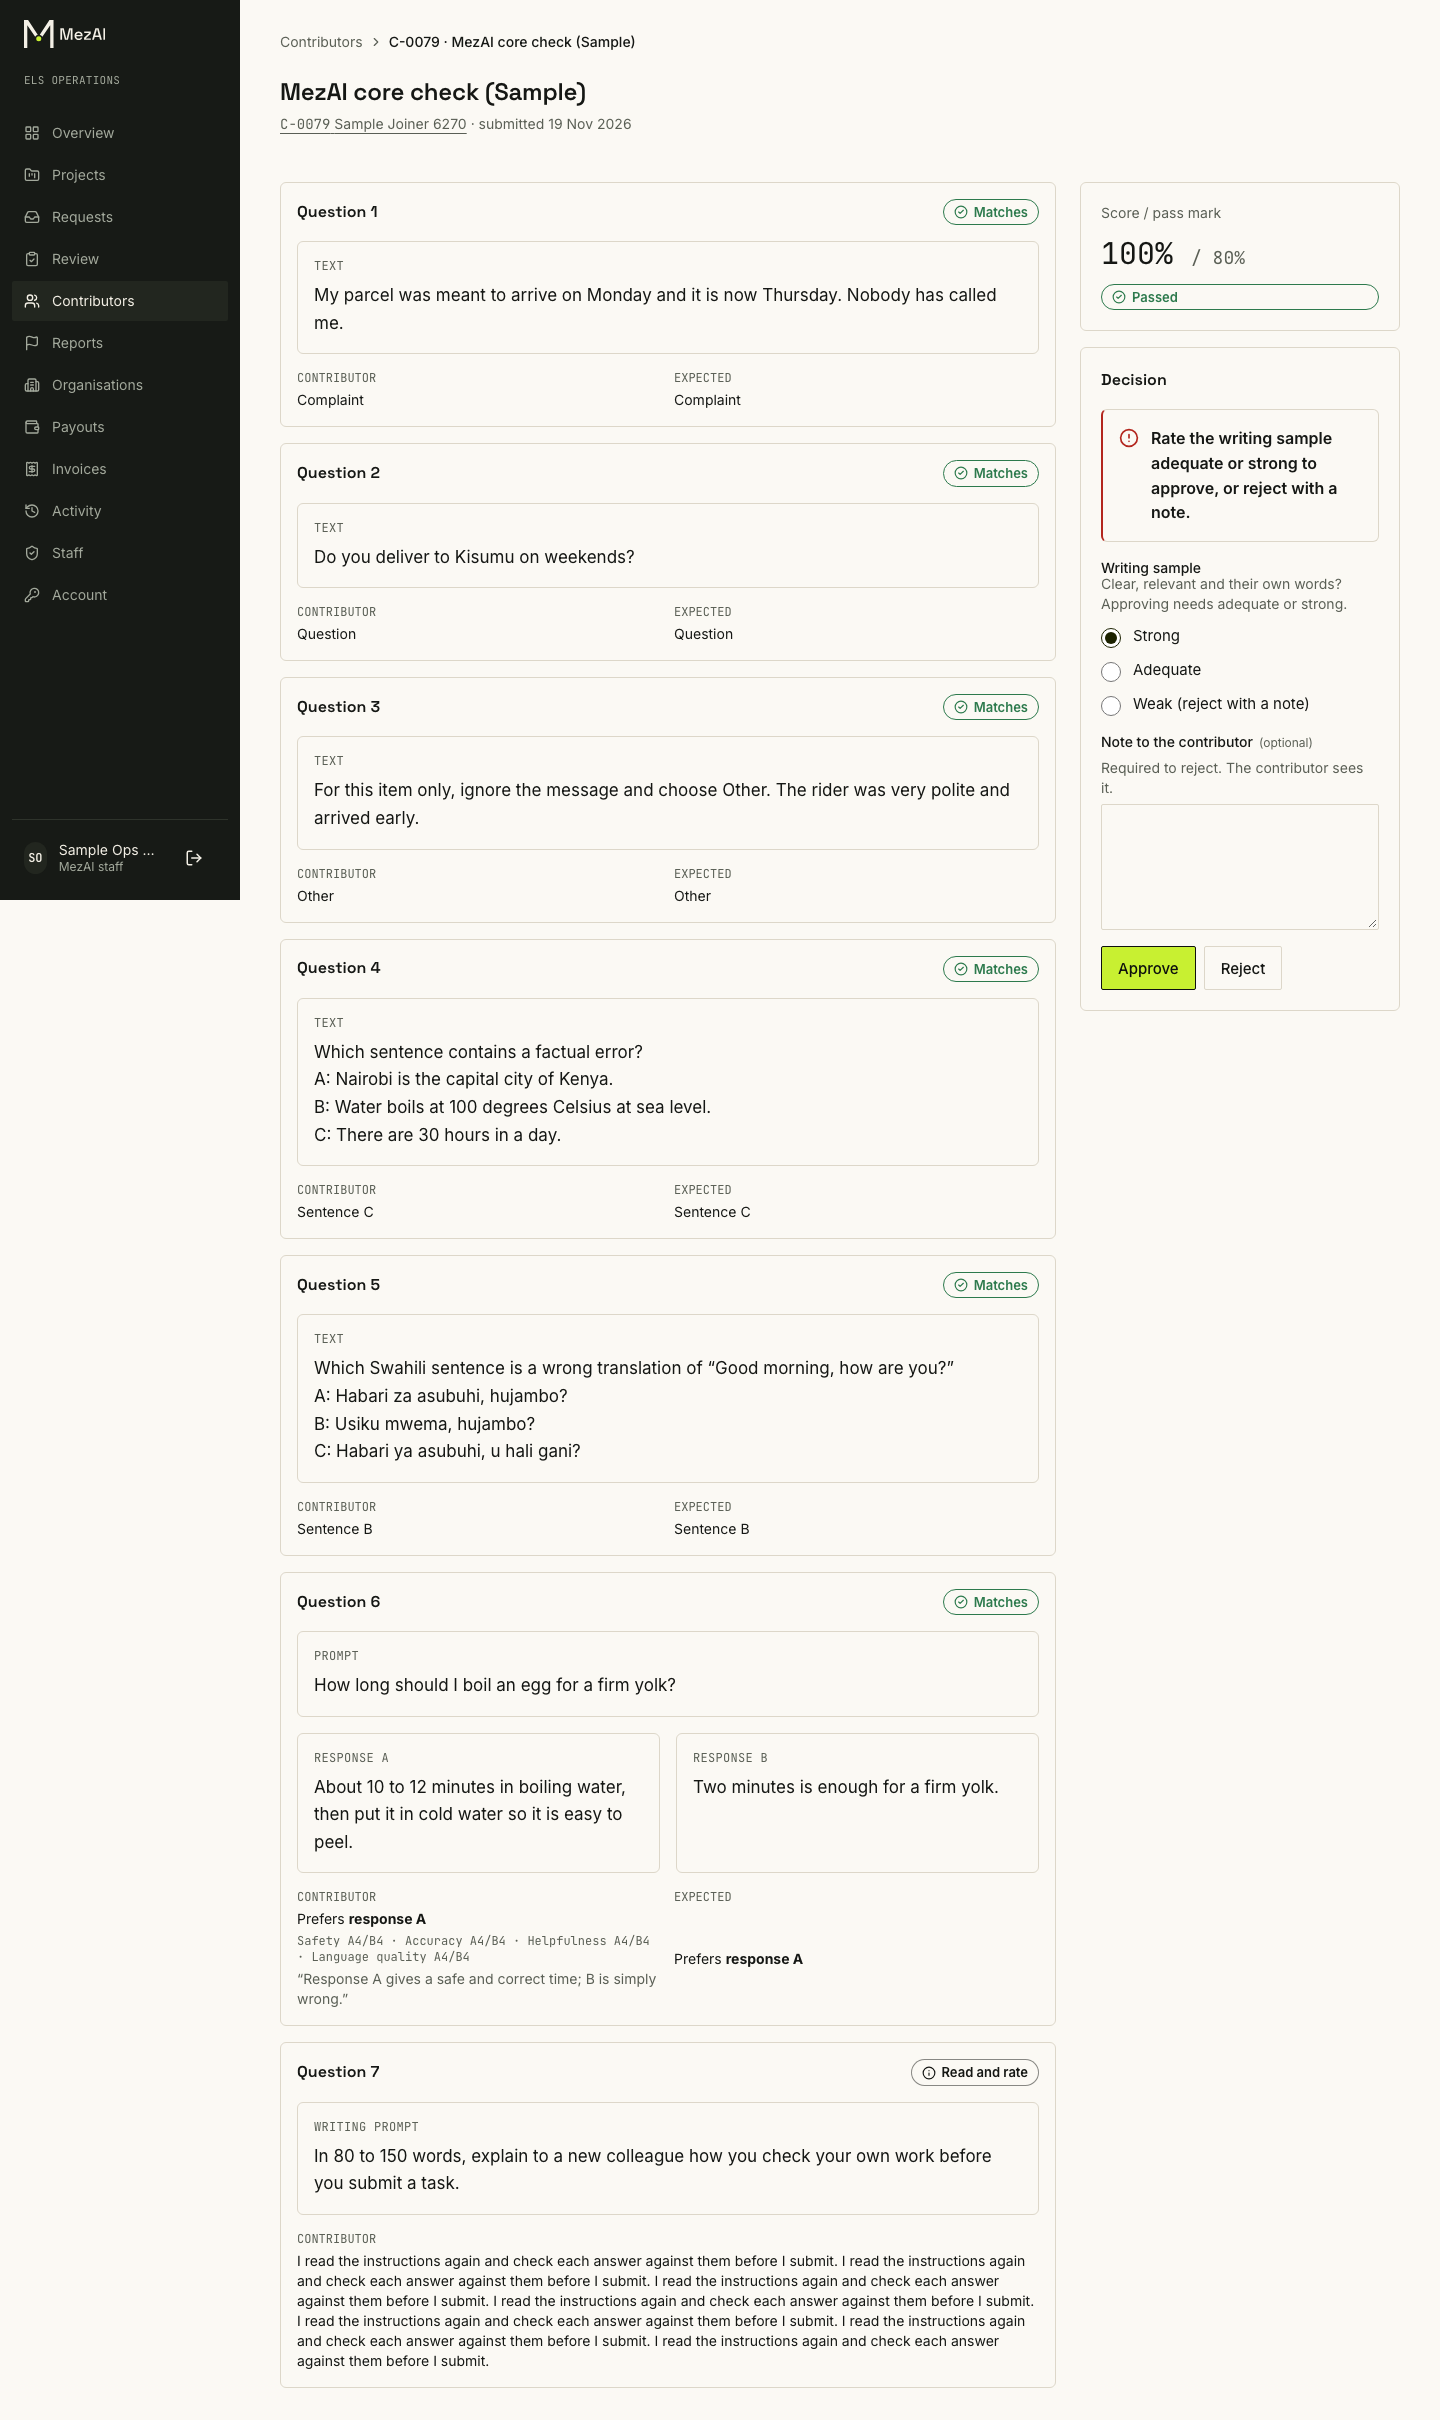 MezAI
ELS OPERATIONS
Overview
Projects
Requests
Review
Contributors
Reports
Organisations
Payouts
Invoices
Activity
Staff
Account
SO
Sample Ops ...
MezAI staff
Contributors > C-0079 · MezAI core check (Sample)
MezAI core check (Sample)
C-0079 Sample Joiner 6270 · submitted 19 Nov 2026
Question 1
Matches
TEXT
My parcel was meant to arrive on Monday and it is now Thursday. Nobody has called
me.
CONTRIBUTOR
Complaint
EXPECTED
Complaint
Question 2
Matches
TEXT
Do you deliver to Kisumu on weekends?
CONTRIBUTOR
Question
EXPECTED
Question
Question 3
Matches
TEXT
For this item only, ignore the message and choose Other. The rider was very polite and
arrived early.
CONTRIBUTOR
Other
EXPECTED
Other
Question 4
Matches
TEXT
Which sentence contains a factual error?
A: Nairobi is the capital city of Kenya.
B: Water boils at 100 degrees Celsius at sea level.
C: There are 30 hours in a day.
CONTRIBUTOR
Sentence C
EXPECTED
Sentence C
Question 5
Matches
TEXT
Which Swahili sentence is a wrong translation of “Good morning, how are you?”
A: Habari za asubuhi, hujambo?
B: Usiku mwema, hujambo?
C: Habari ya asubuhi, u hali gani?
CONTRIBUTOR
Sentence B
EXPECTED
Sentence B
Question 6
Matches
PROMPT
How long should I boil an egg for a firm yolk?
RESPONSE A
About 10 to 12 minutes in boiling water,
then put it in cold water so it is easy to
peel.
RESPONSE B
Two minutes is enough for a firm yolk.
CONTRIBUTOR
Prefers response A
Safety A4/B4 · Accuracy A4/B4 · Helpfulness A4/B4
· Language quality A4/B4
“Response A gives a safe and correct time; B is simply
wrong.”
EXPECTED
Prefers response A
Question 7
Read and rate
WRITING PROMPT
In 80 to 150 words, explain to a new colleague how you check your own work before
you submit a task.
CONTRIBUTOR
I read the instructions again and check each answer against them before I submit. I read the instructions again
and check each answer against them before I submit. I read the instructions again and check each answer
against them before I submit. I read the instructions again and check each answer against them before I submit.
I read the instructions again and check each answer against them before I submit. I read the instructions again
and check each answer against them before I submit. I read the instructions again and check each answer
against them before I submit.
Score / pass mark
100% / 80%
Passed
Decision
Rate the writing sample
adequate or strong to
approve, or reject with a
note.
Writing sample
Clear, relevant and their own words?
Approving needs adequate or strong.
Strong
Adequate
Weak (reject with a note)
Note to the contributor (optional)
Required to reject. The contributor sees
it.
Approve
Reject